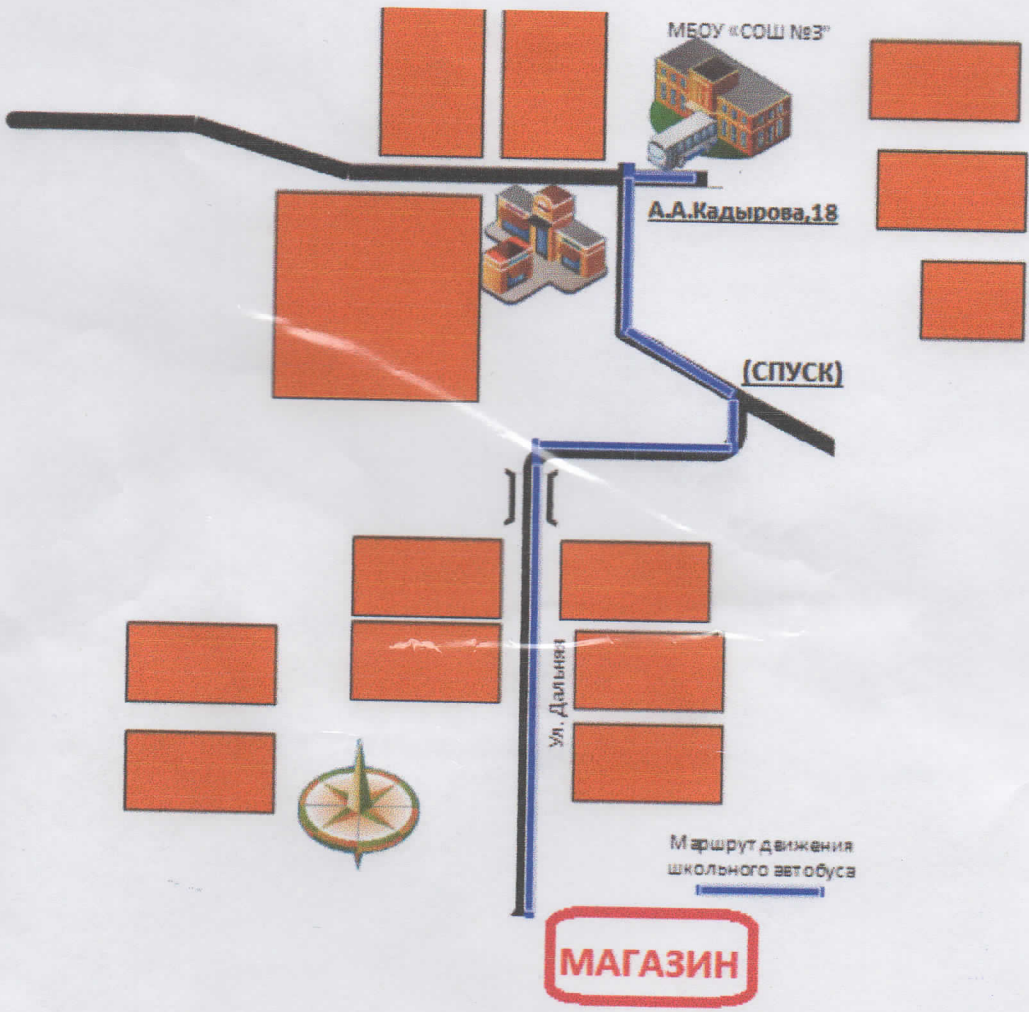 МБОУ «СОШ №3"
А.А.Кадырова,18
(СПУСК)
Ул. Дальняя
Маршрут движения
школьного автобуса
МАГАЗИН